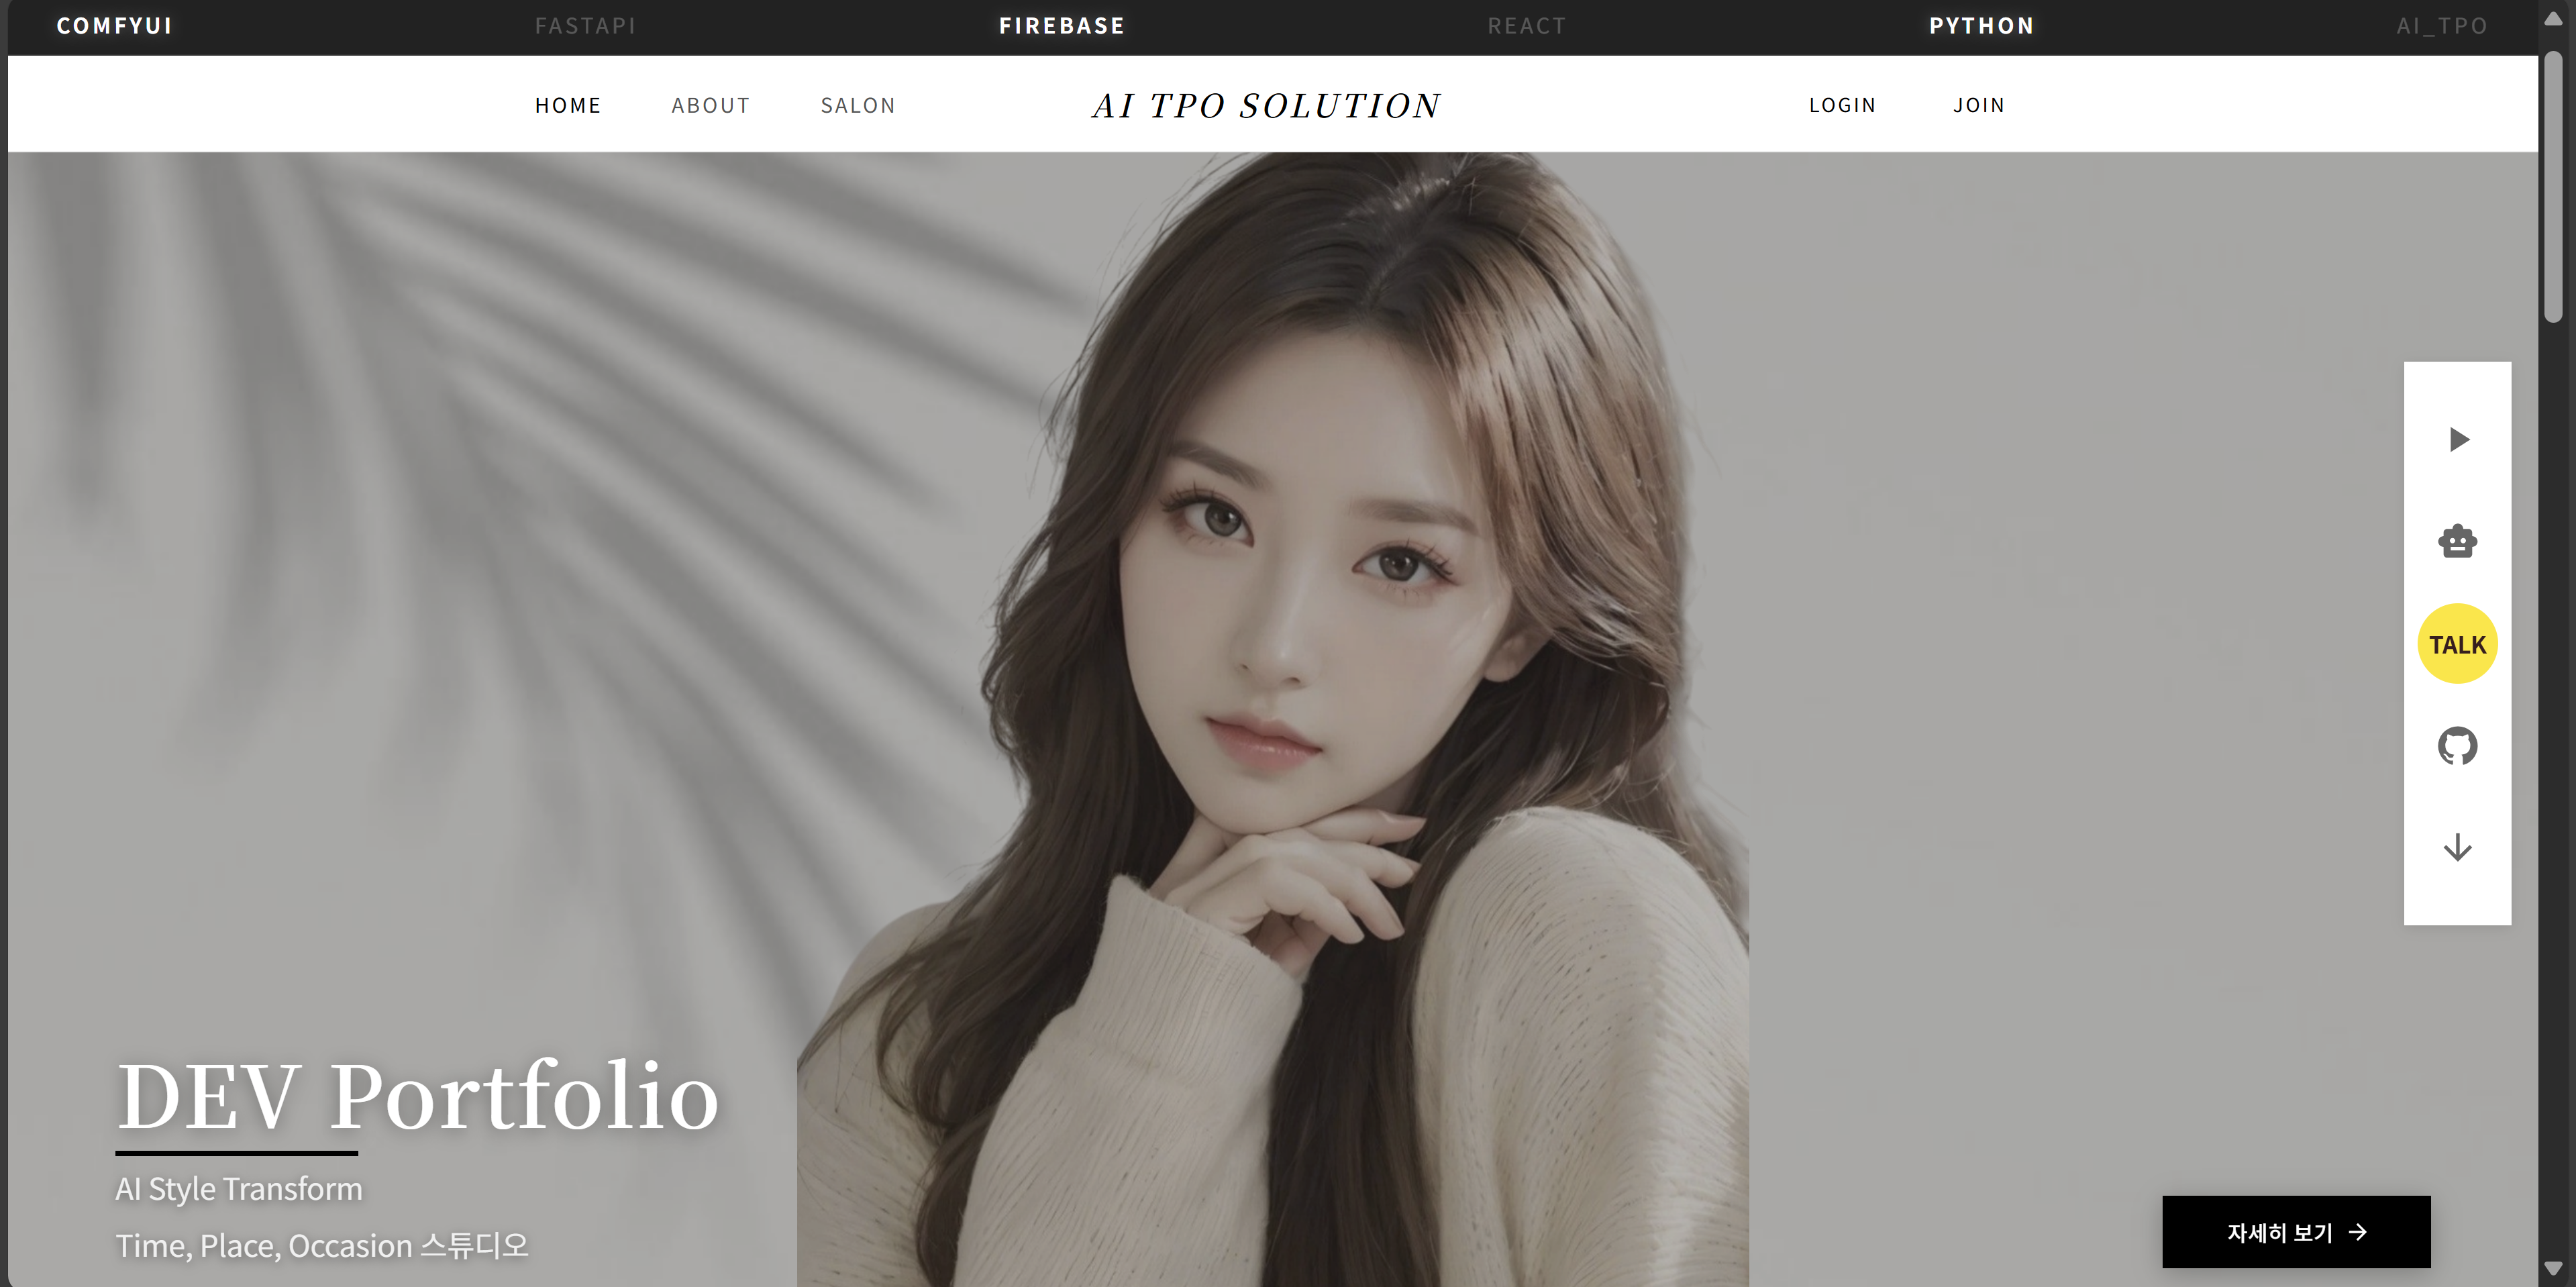 COMFYUI FASTAPI FIREBASE REACT PYTHON AI_TPO
HOME ABOUT SALON AI TPO SOLUTION LOGIN JOIN
TALK
DEV Portfolio
AI Style Transform
Time, Place, Occasion 스튜디오
자세히 보기 →